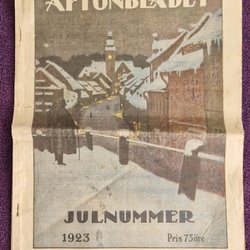 AFTONBLADET
JULNUMMER
1923 Pris 75 öre